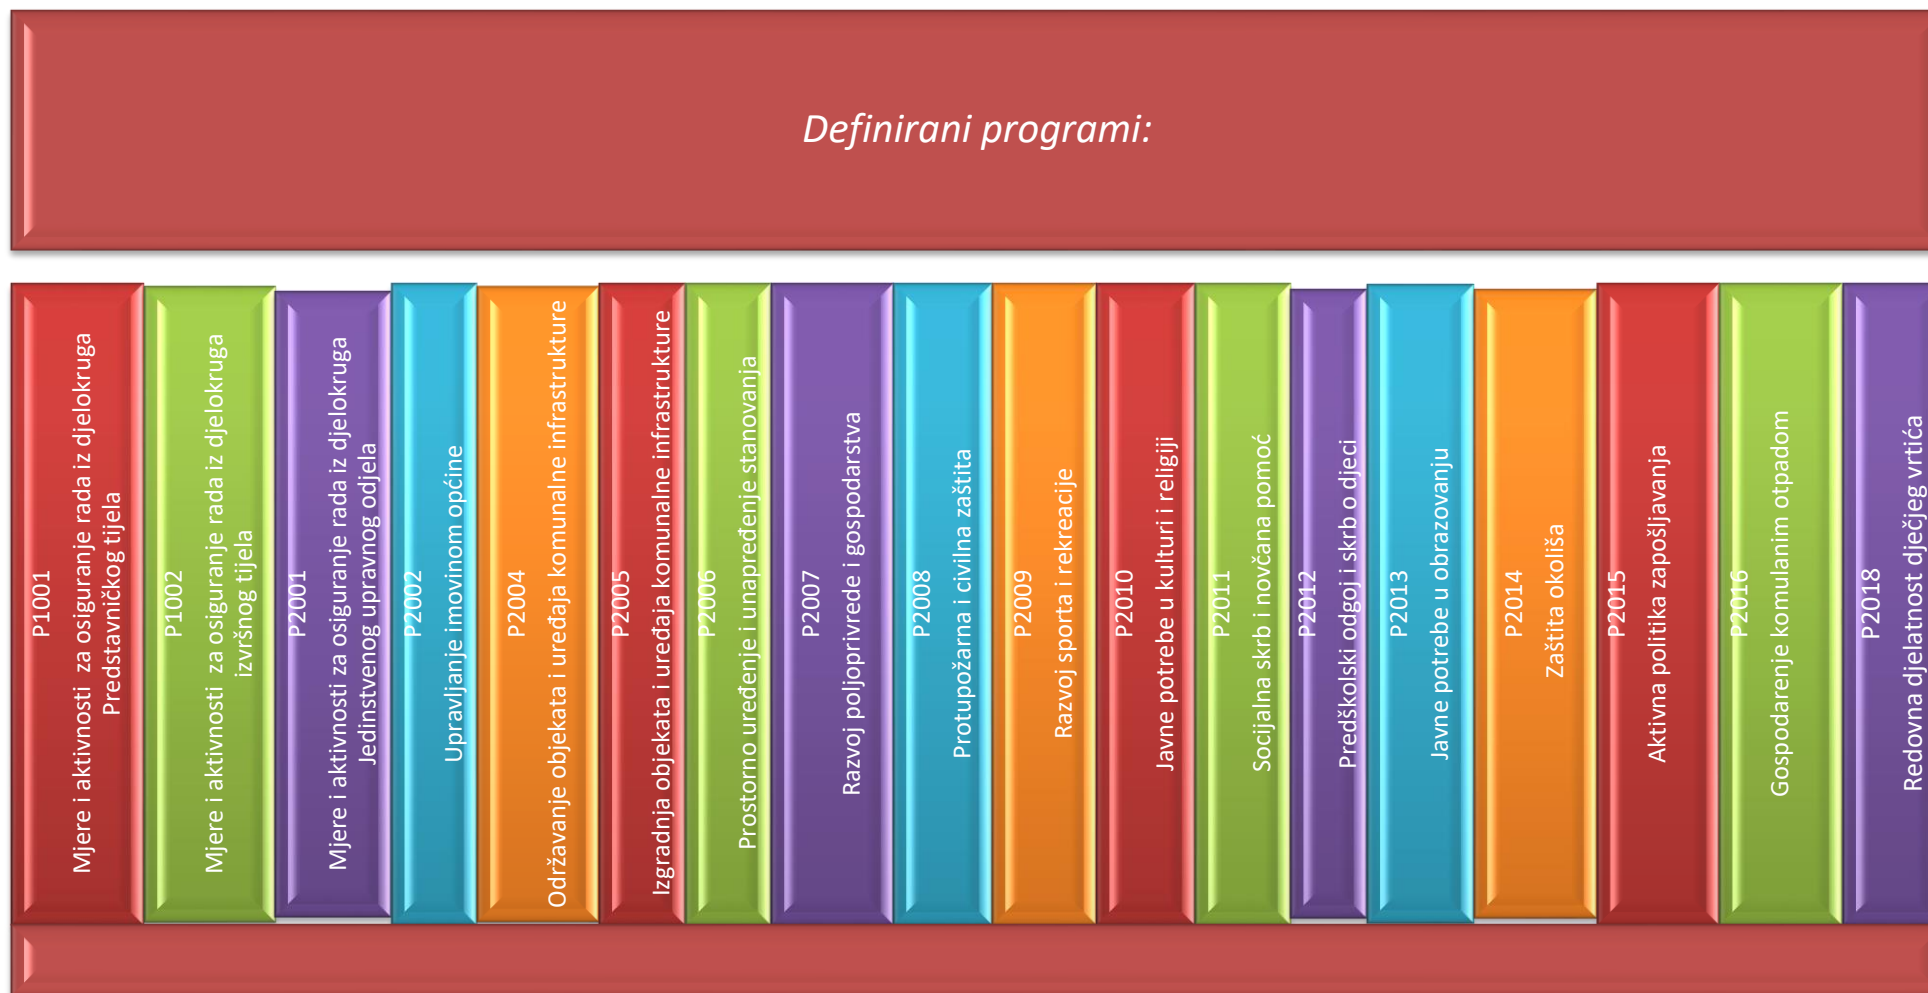 Definirani programi:
P1001
Mjere i aktivnosti  za osiguranje rada iz djelokruga
Predstavničkog tijela
P1002
Mjere i aktivnosti  za osiguranje rada iz djelokruga
izvršnog tijela
P2001
Mjere i aktivnosti za osiguranje rada iz djelokruga
Jedinstvenog upravnog odjela
P2002
Upravljanje imovinom općine
P2004
Održavanje objekata i uređaja komunalne infrastrukture
P2005
Izgradnja objekata i uređaja komunalne infrastrukture
P2006
Prostorno uređenje i unapređenje stanovanja
P2007
Razvoj poljoprivrede i gospodarstva
P2008
Protupožarna i civilna zaštita
P2009
Razvoj sporta i rekreacije
P2010
Javne potrebe u kulturi i religiji
P2011
Socijalna skrb i novčana pomoć
P2012
Predškolski odgoj i skrb o djeci
P2013
Javne potrebe u obrazovanju
P2014
Zaštita okoliša
P2015
Aktivna politika zapošljavanja
P2016
Gospodarenje komulanim otpadom
P2018
Redovna djelatnost dječjeg vrtića